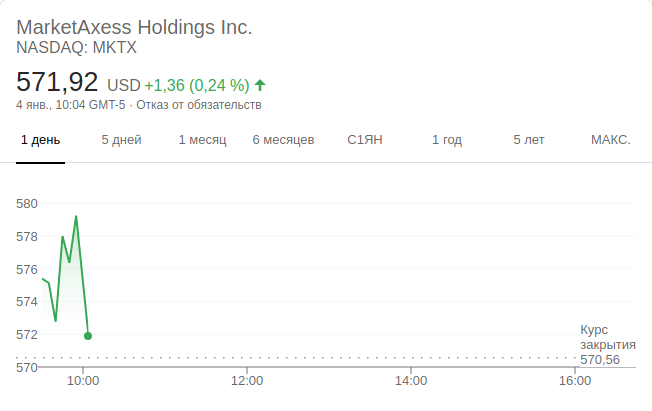 MarketAxess Holdings Inc.
NASDAQ: MKTX
571,92 USD +1,36 (0,24 %)
4 янв., 10:04 GMT-5 · Отказ от обязательств
1 день 5 дней 1 месяц 6 месяцев С1ЯН 1 год 5 лет МАКС.
580
578
576
574
572
570
Курс
закрытия
570,56
10:00 12:00 14:00 16:00